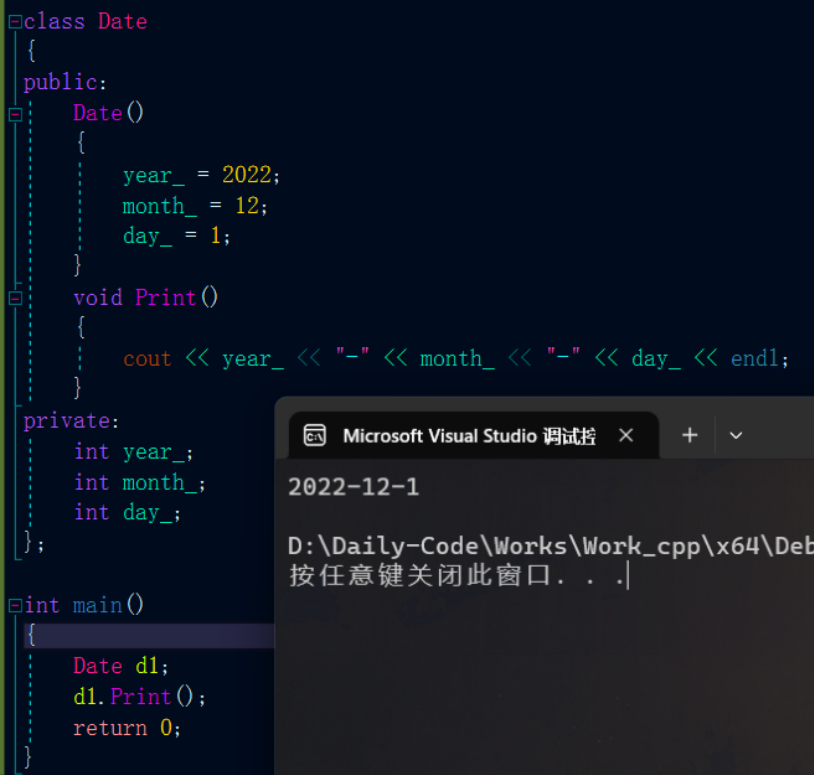 class Date
{
public:
    Date()
    {
        year_ = 2022;
        month_ = 12;
        day_ = 1;
    }
    void Print()
    {
        cout << year_ << "-" << month_ << "-" << day_ << endl;
    }
private:
    int year_;
    int month_;
    int day_;
};
int main()
{
    Date d1;
    d1.Print();
    return 0;
}
Microsoft Visual Studio 调试控
2022-12-1
D:\Daily-Code\Works\Work_cpp\x64\Deb
按任意键关闭此窗口. . .